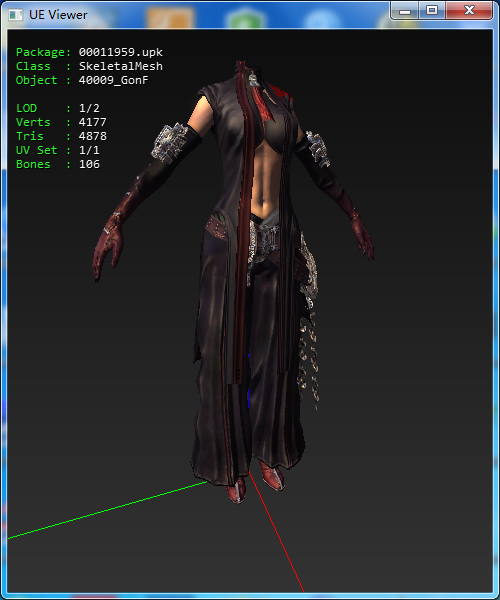 UE Viewer
Package: 00011959.upk
Class  : SkeletalMesh
Object : 40009_GonF
LOD    : 1/2
Verts  : 4177
Tris   : 4878
UV Set : 1/1
Bones  : 106